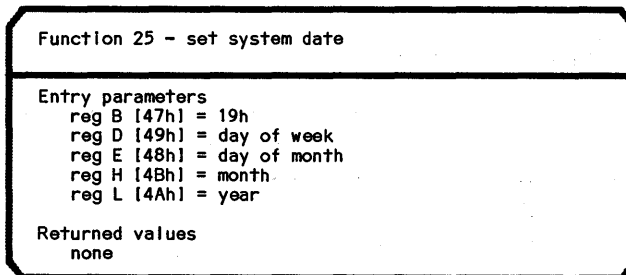 Function 25 - set system date
Entry parameters
reg B [47h] = 19h
reg D [49h] = day of week
reg E [48h] = day of month
reg H [4Bh] = month
reg L [4Ah] = year
Returned values
none